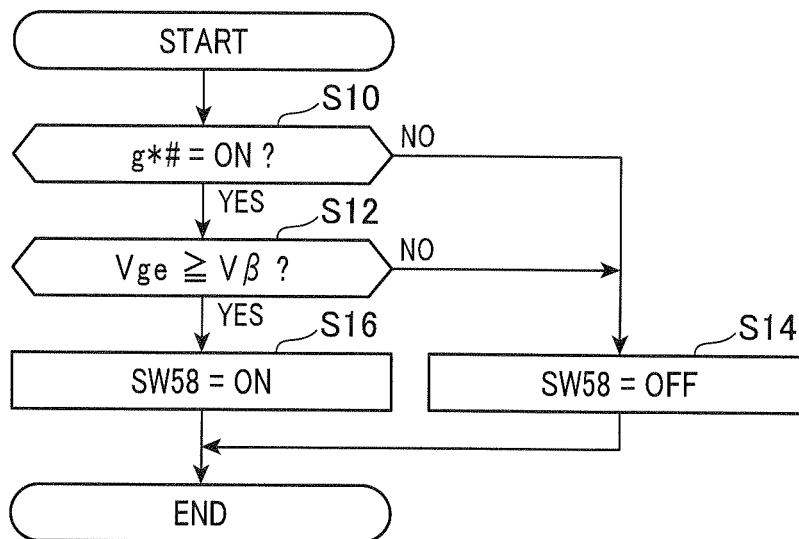 START
S10
g*# = ON ?
NO
YES
S12
Vge ≧ Vβ ?
NO
YES
S16
SW58 = ON
S14
SW58 = OFF
END